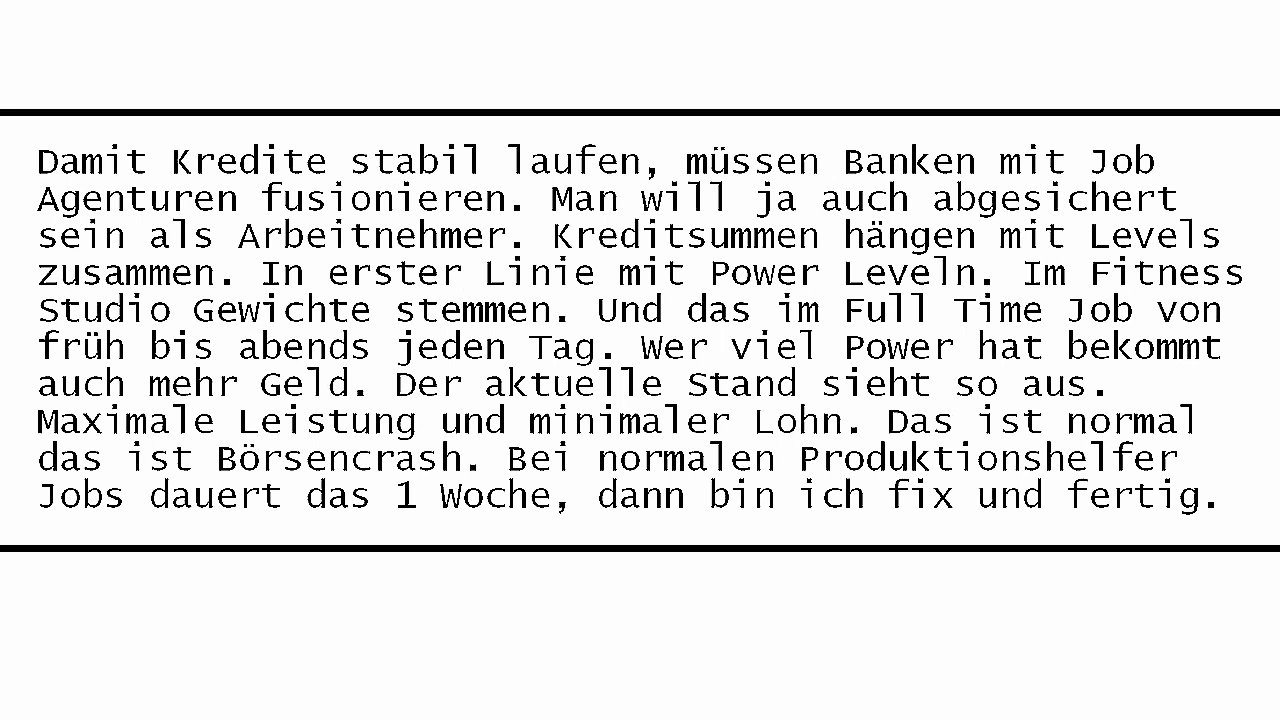 Damit Kredite stabil laufen, müssen Banken mit Job
Agenturen fusionieren. Man will ja auch abgesichert
sein als Arbeitnehmer. Kreditsummen hängen mit Levels
zusammen. In erster Linie mit Power Leveln. Im Fitness
Studio Gewichte stemmen. Und das im Full Time Job von
früh bis abends jeden Tag. Wer viel Power hat bekommt
auch mehr Geld. Der aktuelle Stand sieht so aus.
Maximale Leistung und minimaler Lohn. Das ist normal
das ist Börsencrash. Bei normalen Produktionshelfer
Jobs dauert das 1 Woche, dann bin ich fix und fertig.